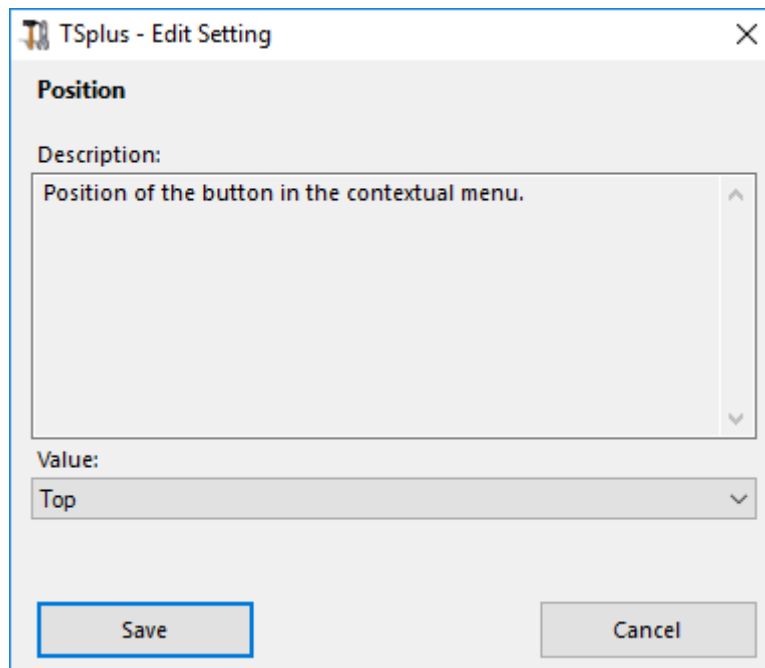 TSplus - Edit Setting
Position
Description:
Position of the button in the contextual menu.
Value:
Top
Save
Cancel